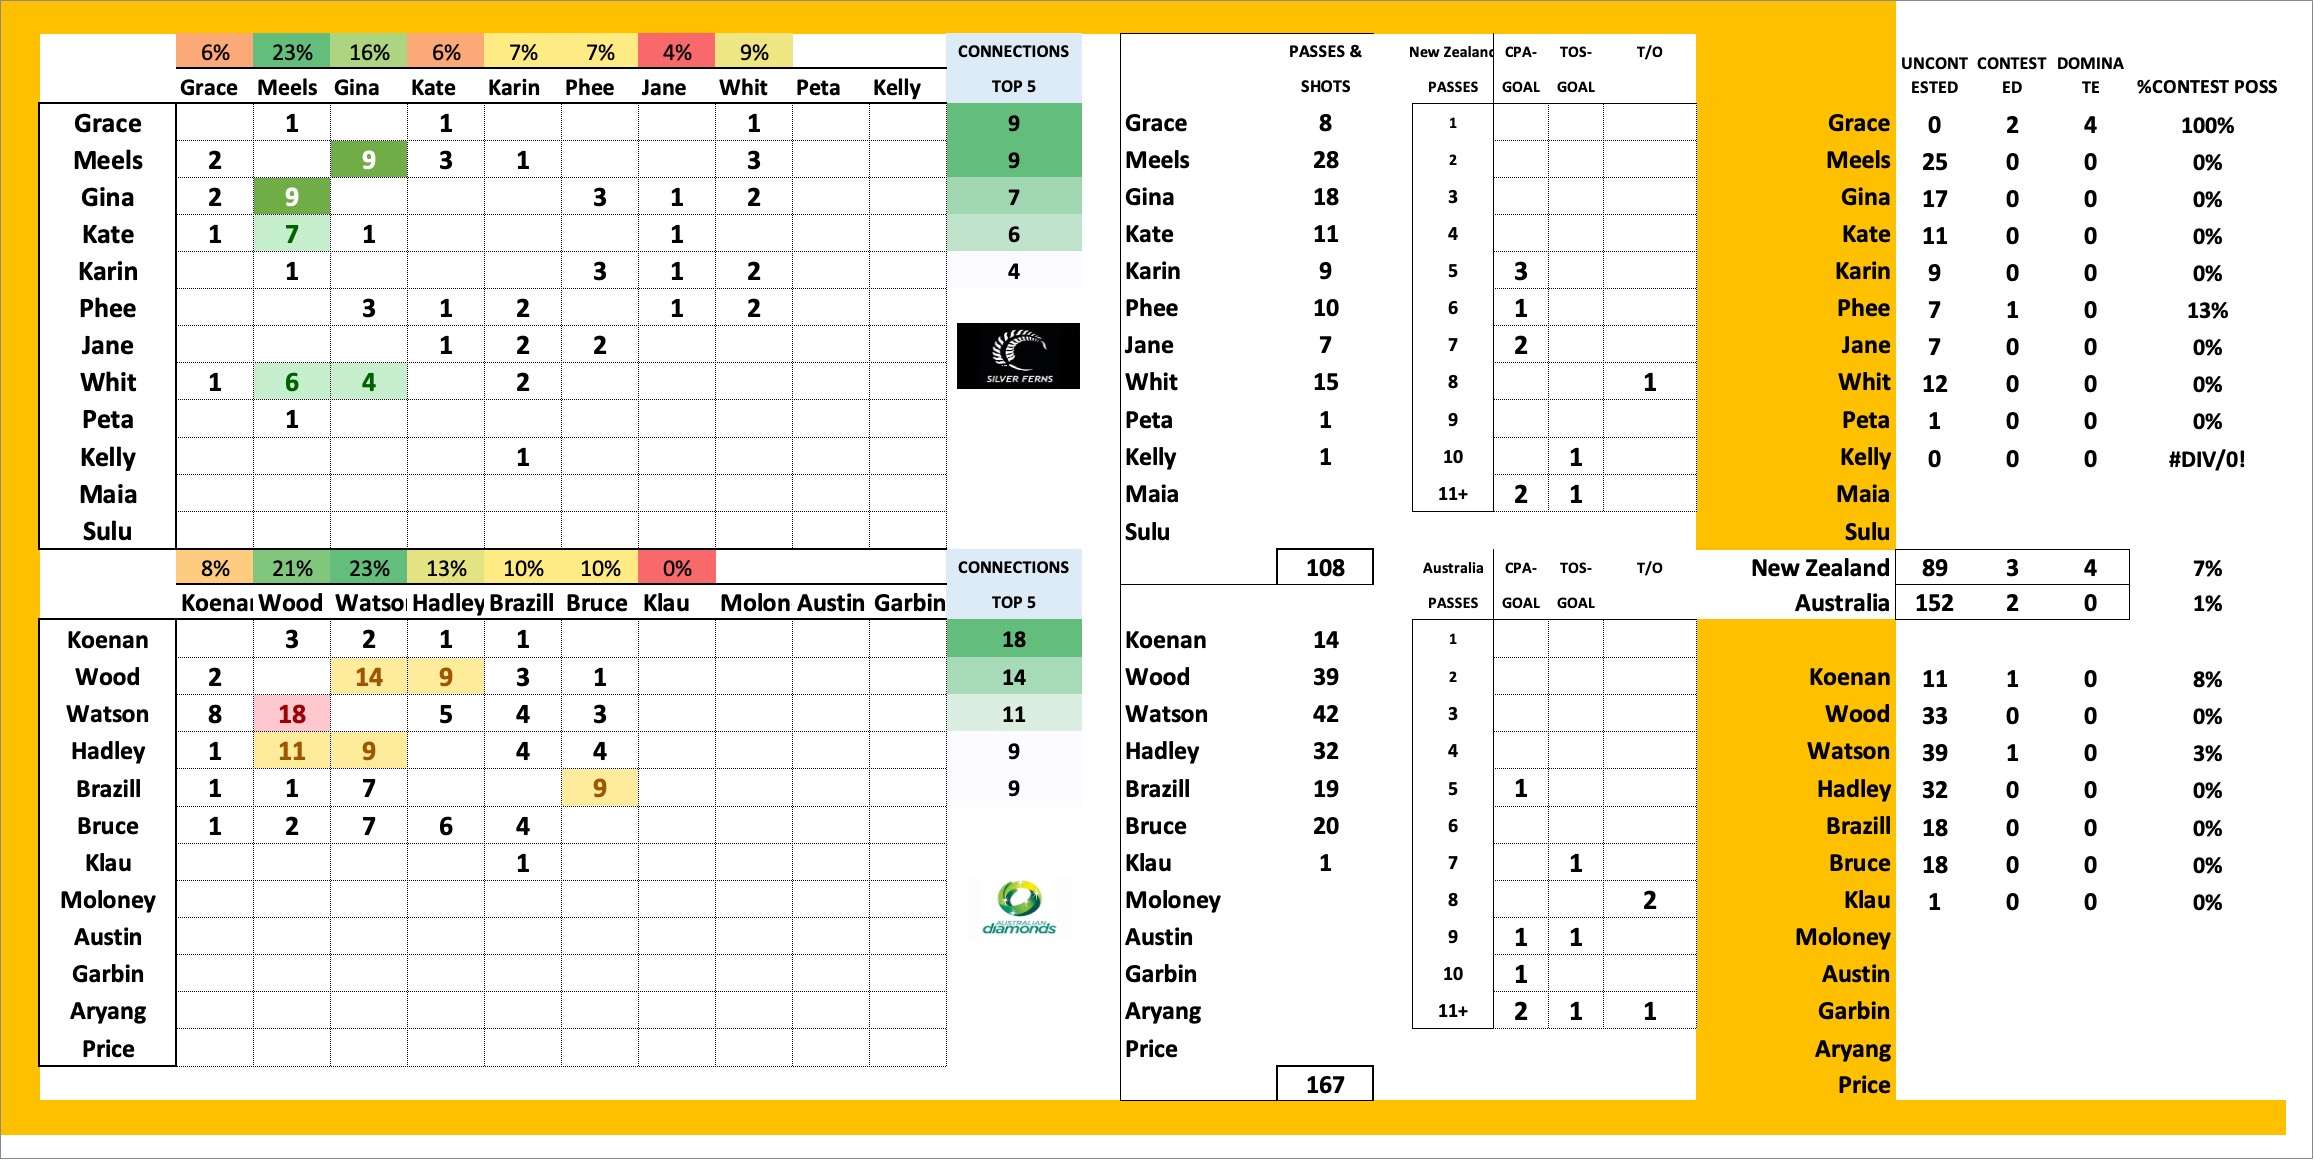 6% 23% 16% 6% 7% 7% 4% 9% CONNECTIONS
Grace Meels Gina Kate Karin Phee Jane Whit Peta Kelly TOP 5
Grace 1 1 1 9
Meels 2 9 3 1 3 9
Gina 2 9 3 1 2 7
Kate 1 7 1 1 6
Karin 1 3 1 2 4
Phee 3 1 2 1 2
Jane 1 2 2
Whit 1 6 4 2
Peta 1
Kelly 1
Maia
Sulu
SILVER FERNS
8% 21% 23% 13% 10% 10% 0% CONNECTIONS
Koenai Wood Watsor Hadley Brazill Bruce Klau Molon Austin Garbin TOP 5
Koenan 3 2 1 1 18
Wood 2 14 9 3 1 14
Watson 8 18 5 4 3 11
Hadley 1 11 9 4 4 9
Brazill 1 1 7 9 9
Bruce 1 2 7 6 4
Klau 1
Moloney
Austin
Garbin
Aryang
Price
AUSTRALIAN
diamonds
PASSES &
SHOTS
Grace 8
Meels 28
Gina 18
Kate 11
Karin 9
Phee 10
Jane 7
Whit 15
Peta 1
Kelly 1
Maia
Sulu
108
Koenan 14
Wood 39
Watson 42
Hadley 32
Brazill 19
Bruce 20
Klau 1
Moloney
Austin
Garbin
Aryang
Price
167
New Zealand CPA- TOS- T/O
PASSES GOAL GOAL
1
2
3
4
5 3
6 1
7 2
8 1
9
10 1
11+ 2 1
Australia CPA- TOS- T/O
PASSES GOAL GOAL
1
2
3
4
5 1
6
7 1
8 2
9 1 1
10 1
11+ 2 1 1
UNCONT CONTEST DOMINA
ESTED ED TE %CONTEST POSS
Grace 0 2 4 100%
Meels 25 0 0 0%
Gina 17 0 0 0%
Kate 11 0 0 0%
Karin 9 0 0 0%
Phee 7 1 0 13%
Jane 7 0 0 0%
Whit 12 0 0 0%
Peta 1 0 0 0%
Kelly 0 0 0 #DIV/0!
Maia
Sulu
New Zealand 89 3 4 7%
Australia 152 2 0 1%
Koenan 11 1 0 8%
Wood 33 0 0 0%
Watson 39 1 0 3%
Hadley 32 0 0 0%
Brazill 18 0 0 0%
Bruce 18 0 0 0%
Klau 1 0 0 0%
Moloney
Austin
Garbin
Aryang
Price